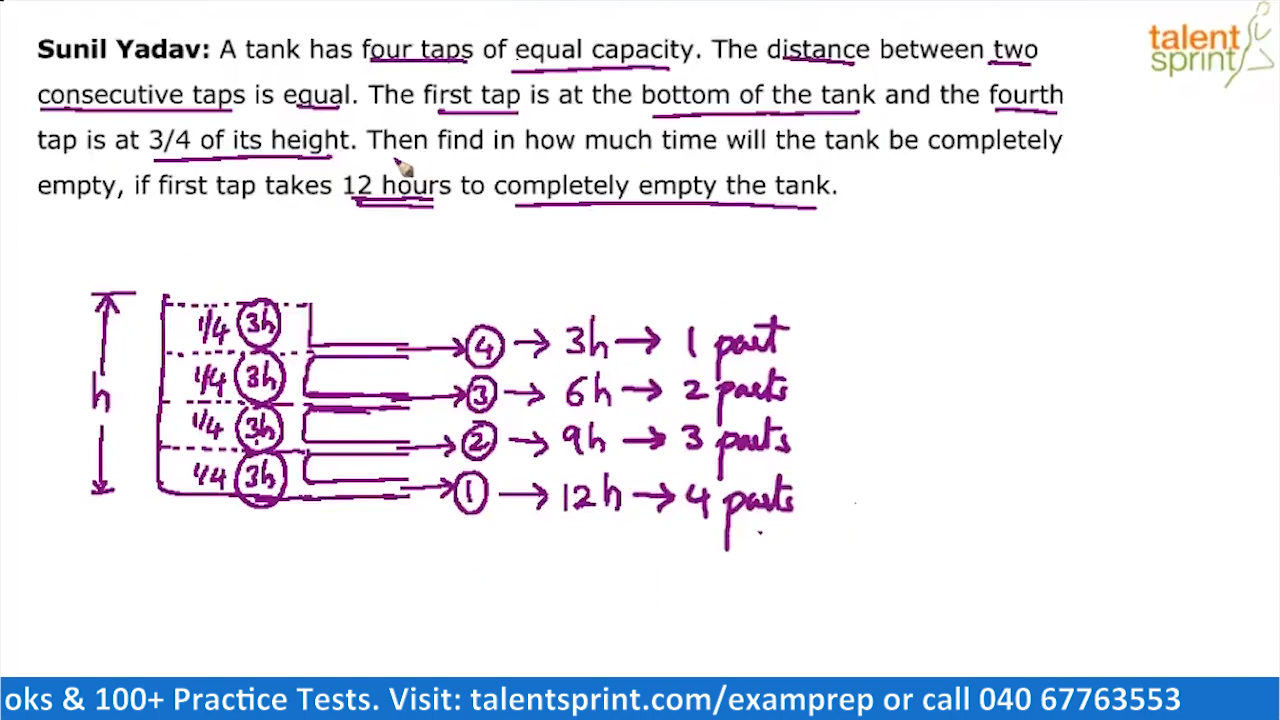 talent
sprint
Sunil Yadav: A tank has four taps of equal capacity. The distance between two
consecutive taps is equal. The first tap is at the bottom of the tank and the fourth
tap is at 3/4 of its height. Then find in how much time will the tank be completely
empty, if first tap takes 12 hours to completely empty the tank.
1/4 3h 4 → 3h → 1 part
1/4 3h 3 → 6h → 2 parts
h
1/4 3h 2 → 9h → 3 parts
1/4 3h 1 → 12h → 4 parts
oks & 100+ Practice Tests. Visit: talentsprint.com/examprep or call 040 67763553